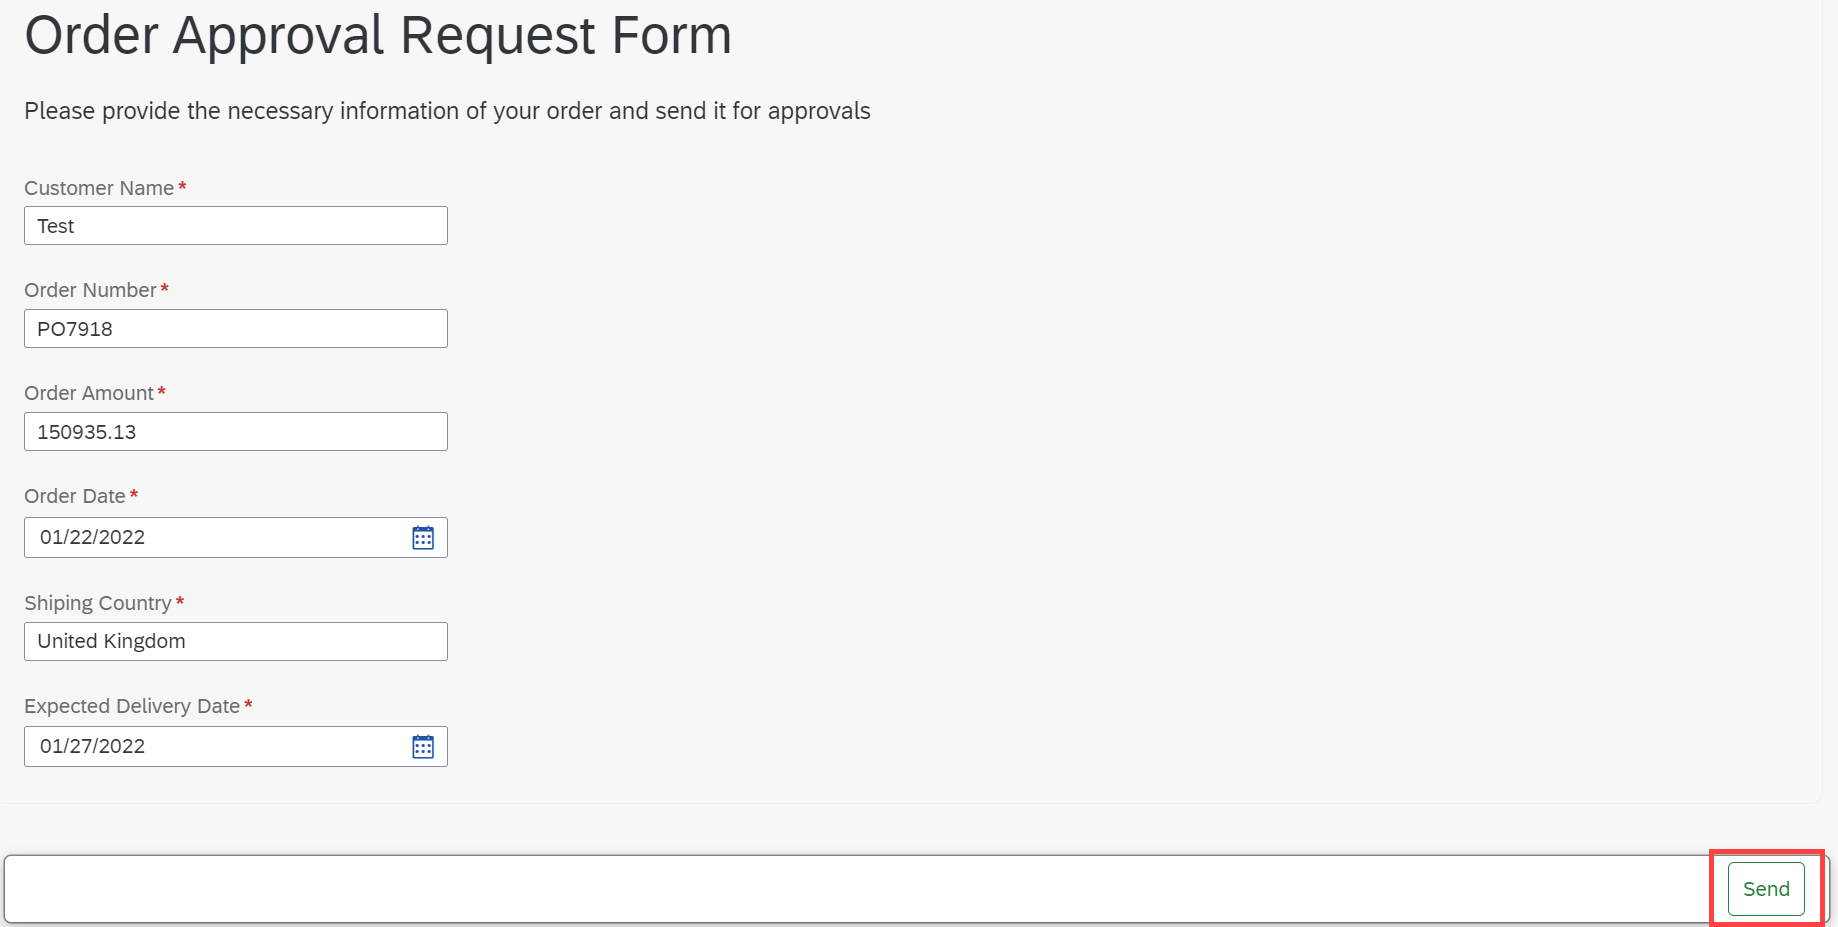 Order Approval Request Form
Please provide the necessary information of your order and send it for approvals
Customer Name*
Test
Order Number*
PO7918
Order Amount*
150935.13
Order Date*
01/22/2022
Shiping Country*
United Kingdom
Expected Delivery Date*
01/27/2022
Send